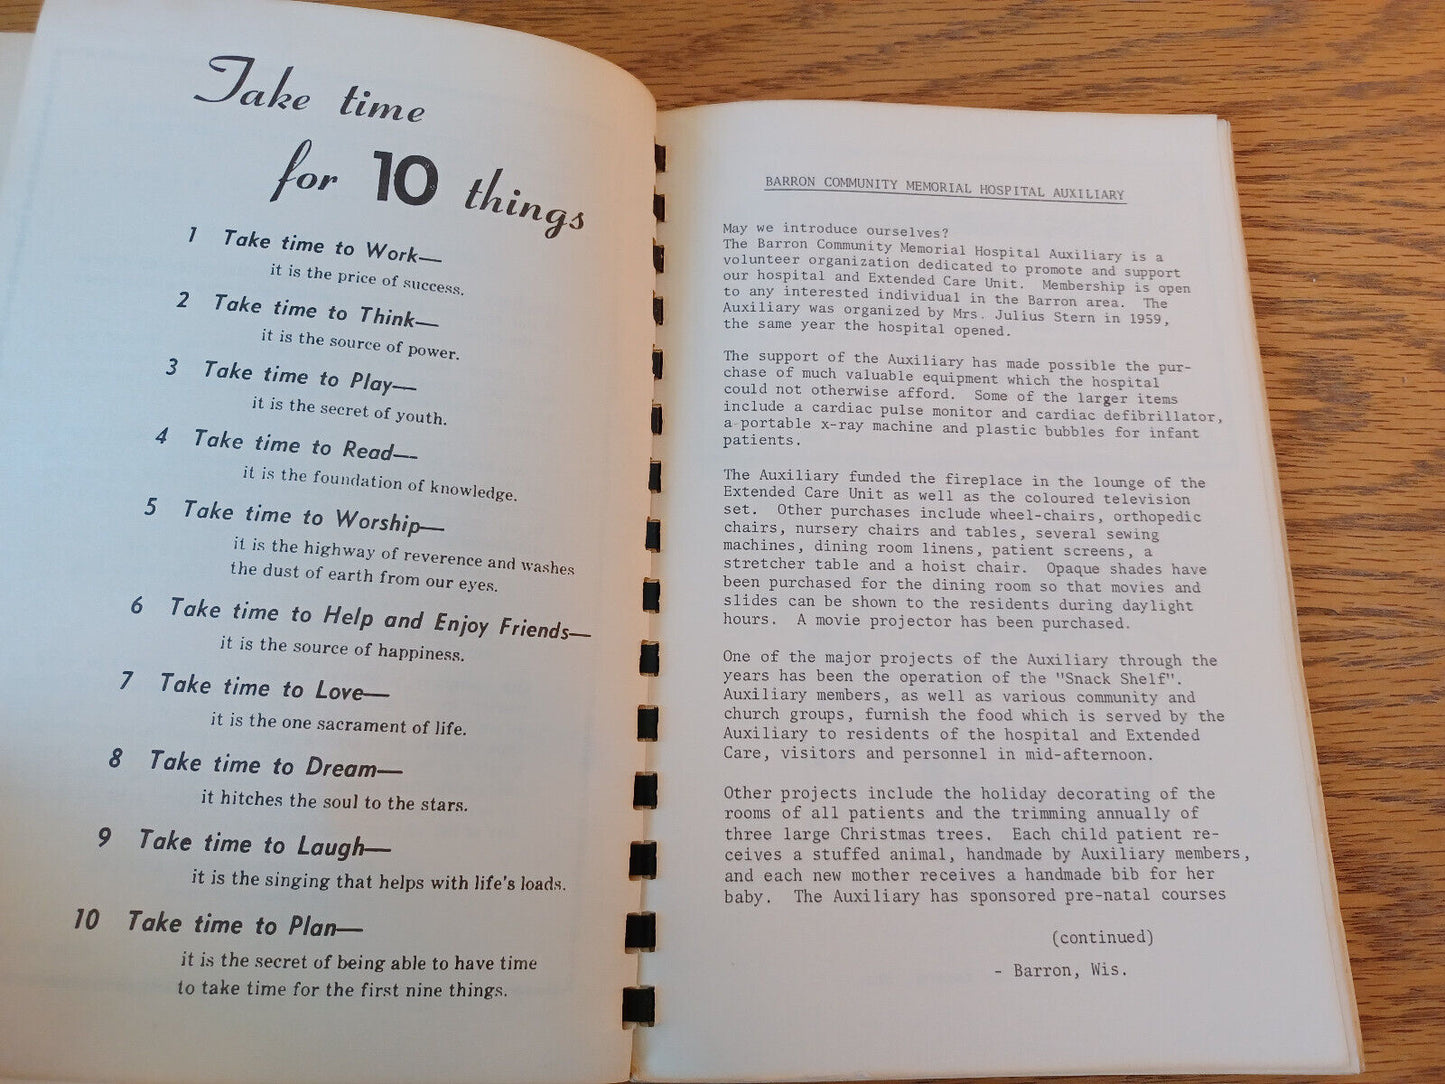 Take time
for 10 things
1 Take time to Work—
it is the price of success.
2 Take time to Think—
it is the source of power.
3 Take time to Play—
it is the secret of youth.
4 Take time to Read—
it is the foundation of knowledge.
5 Take time to Worship—
it is the highway of reverence and washes
the dust of earth from our eyes.
6 Take time to Help and Enjoy Friends—
it is the source of happiness.
7 Take time to Love—
it is the one sacrament of life.
8 Take time to Dream—
it hitches the soul to the stars.
9 Take time to Laugh—
it is the singing that helps with life's loads.
10 Take time to Plan—
it is the secret of being able to have time
to take time for the first nine things.
BARRON COMMUNITY MEMORIAL HOSPITAL AUXILIARY
May we introduce ourselves?
The Barron Community Memorial Hospital Auxiliary is a
volunteer organization dedicated to promote and support
our hospital and Extended Care Unit. Membership is open
to any interested individual in the Barron area. The
Auxiliary was organized by Mrs. Julius Stern in 1959,
the same year the hospital opened.
The support of the Auxiliary has made possible the pur-
chase of much valuable equipment which the hospital
could not otherwise afford. Some of the larger items
include a cardiac pulse monitor and cardiac defibrillator,
a portable x-ray machine and plastic bubbles for infant
patients.
The Auxiliary funded the fireplace in the lounge of the
Extended Care Unit as well as the coloured television
set. Other purchases include wheel-chairs, orthopedic
chairs, nursery chairs and tables, several sewing
machines, dining room linens, patient screens, a
stretcher table and a hoist chair. Opaque shades have
been purchased for the dining room so that movies and
slides can be shown to the residents during daylight
hours. A movie projector has been purchased.
One of the major projects of the Auxiliary through the
years has been the operation of the "Snack Shelf".
Auxiliary members, as well as various community and
church groups, furnish the food which is served by the
Auxiliary to residents of the hospital and Extended
Care, visitors and personnel in mid-afternoon.
Other projects include the holiday decorating of the
rooms of all patients and the trimming annually of
three large Christmas trees. Each child patient re-
ceives a stuffed animal, handmade by Auxiliary members,
and each new mother receives a handmade bib for her
baby. The Auxiliary has sponsored pre-natal courses
(continued)
- Barron, Wis.